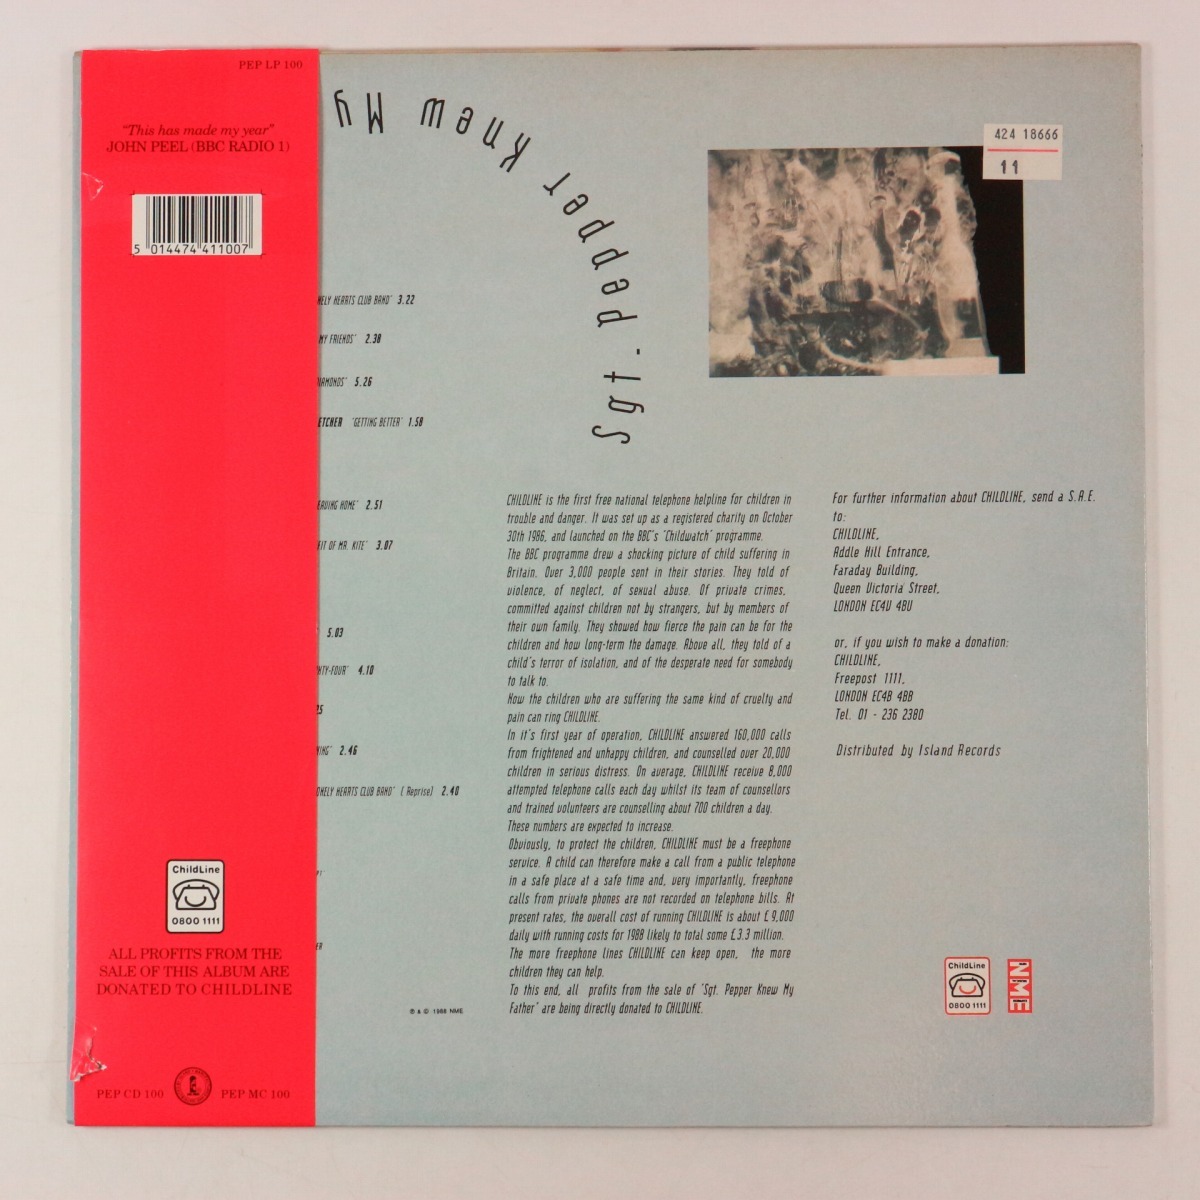 PEP LP 100
"This has made my year"
JOHN PEEL (BBC RADIO 1)
5 014474 411007
ChildLine
0800 1111
ALL PROFITS FROM THE
SALE OF THIS ALBUM ARE
DONATED TO CHILDLINE
PEP CD 100
PEP MC 100
Sgt. pepper knew My
424 18666
11
HEARTS CLUB BAND' 3.22
MY FRIENDS' 2.38
5.26
'GETTING BETTER' 1.58
HOME' 2.51
OF MR. KITE' 3.07
5.03
FOUR' 4.10
2.46
HEARTS CLUB BAND' ( Reprise) 2.40
℗ & © 1988 NME
CHILDLINE is the first free national telephone helpline for children in
trouble and danger. It was set up as a registered charity on October
30th 1986, and launched on the BBC's 'Childwatch' programme.
The BBC programme drew a shocking picture of child suffering in
Britain. Over 3,000 people sent in their stories. They told of
violence, of neglect, of sexual abuse. Of private crimes,
committed against children not by strangers, but by members of
their own family. They showed how fierce the pain can be for the
children and how long-term the damage. Above all, they told of a
child's terror of isolation, and of the desperate need for somebody
to talk to.
Now the children who are suffering the same kind of cruelty and
pain can ring CHILDLINE.
In it's first year of operation, CHILDLINE answered 160,000 calls
from frightened and unhappy children, and counselled over 20,000
children in serious distress. On average, CHILDLINE receive 8,000
attempted telephone calls each day whilst its team of counsellors
and trained volunteers are counselling about 700 children a day.
These numbers are expected to increase.
Obviously, to protect the children, CHILDLINE must be a freephone
service. A child can therefore make a call from a public telephone
in a safe place at a safe time and, very importantly, freephone
calls from private phones are not recorded on telephone bills. At
present rates, the overall cost of running CHILDLINE is about £9,000
daily with running costs for 1988 likely to total some £3.3 million.
The more freephone lines CHILDLINE can keep open, the more
children they can help.
To this end, all profits from the sale of 'Sgt. Pepper Knew My
Father' are being directly donated to CHILDLINE.
For further information about CHILDLINE, send a S.A.E.
to:
CHILDLINE,
Addle Hill Entrance,
Faraday Building,
Queen Victoria Street,
LONDON EC4V 4BU
or, if you wish to make a donation:
CHILDLINE,
Freepost 1111,
LONDON EC4B 4BB
Tel. 01 - 236 2380
Distributed by Island Records
ChildLine
0800 1111
NME